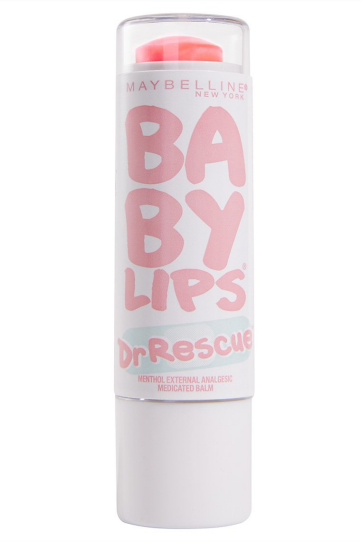 MAYBELLINE®
NEW YORK
BA
BY
LIPS®
Dr Rescue
MENTHOL EXTERNAL ANALGESIC
MEDICATED BALM